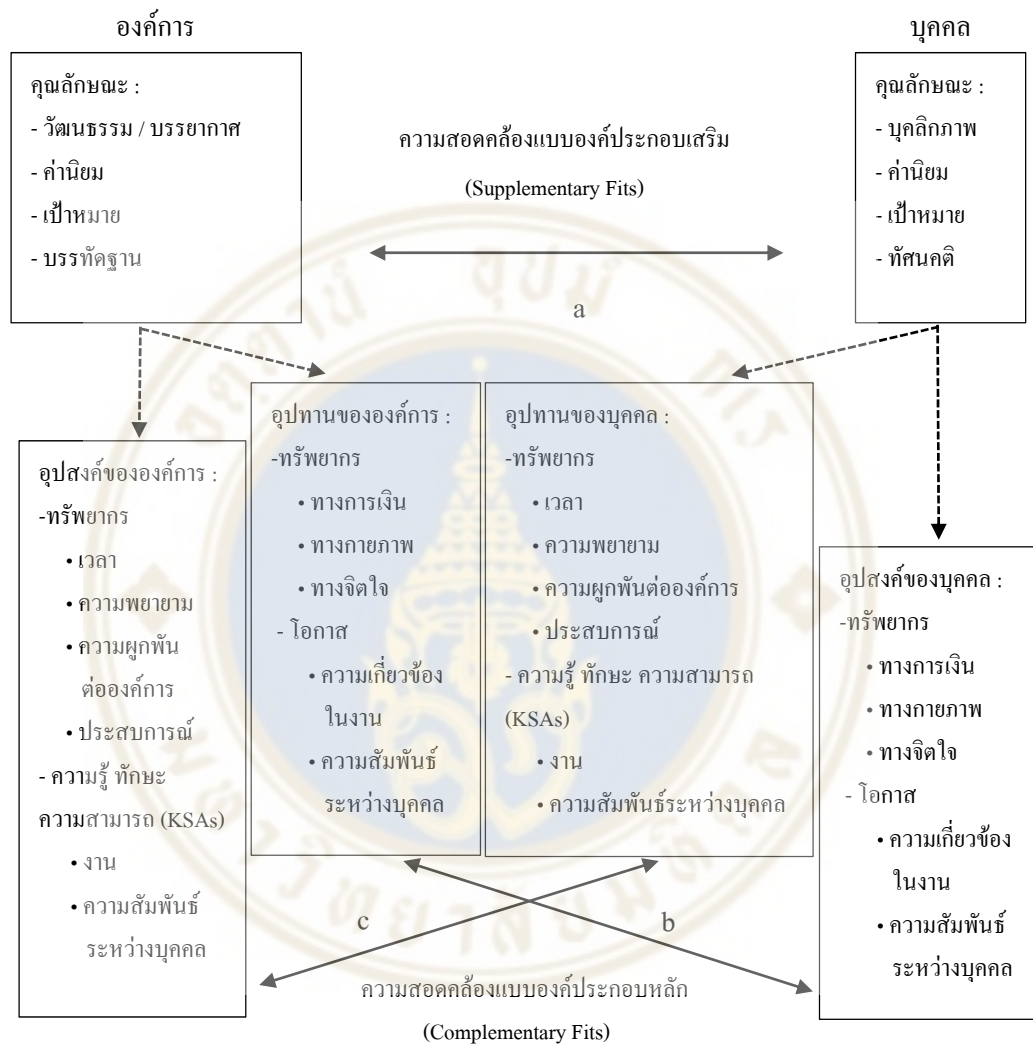 องค์การ
คุณลักษณะ :
- วัฒนธรรม / บรรยากาศ
- ค่านิยม
- เป้าหมาย
- บรรทัดฐาน
ความสอดคล้องแบบองค์ประกอบเสริม
(Supplementary Fits)
a
บุคคล
คุณลักษณะ :
- บุคลิกภาพ
- ค่านิยม
- เป้าหมาย
- ทัศนคติ
อุปสงค์ขององค์การ :
-ทรัพยากร
• เวลา
• ความพยายาม
• ความผูกพัน
ต่อองค์การ
• ประสบการณ์
- ความรู้ ทักษะ
ความสามารถ (KSAs)
• งาน
• ความสัมพันธ์
ระหว่างบุคคล
อุปทานขององค์การ :
-ทรัพยากร
• ทางการเงิน
• ทางกายภาพ
• ทางจิตใจ
- โอกาส
• ความเกี่ยวข้อง
ในงาน
• ความสัมพันธ์
ระหว่างบุคคล
อุปทานของบุคคล :
-ทรัพยากร
• เวลา
• ความพยายาม
• ความผูกพันต่อองค์การ
• ประสบการณ์
- ความรู้ ทักษะ ความสามารถ
(KSAs)
• งาน
• ความสัมพันธ์ระหว่างบุคคล
อุปสงค์ของบุคคล :
-ทรัพยากร
• ทางการเงิน
• ทางกายภาพ
• ทางจิตใจ
- โอกาส
• ความเกี่ยวข้อง
ในงาน
• ความสัมพันธ์
ระหว่างบุคคล
c
b
ความสอดคล้องแบบองค์ประกอบหลัก
(Complementary Fits)
อตฺตานํ อุปมํ กเร
มหาวิทยาลัยมหิดล